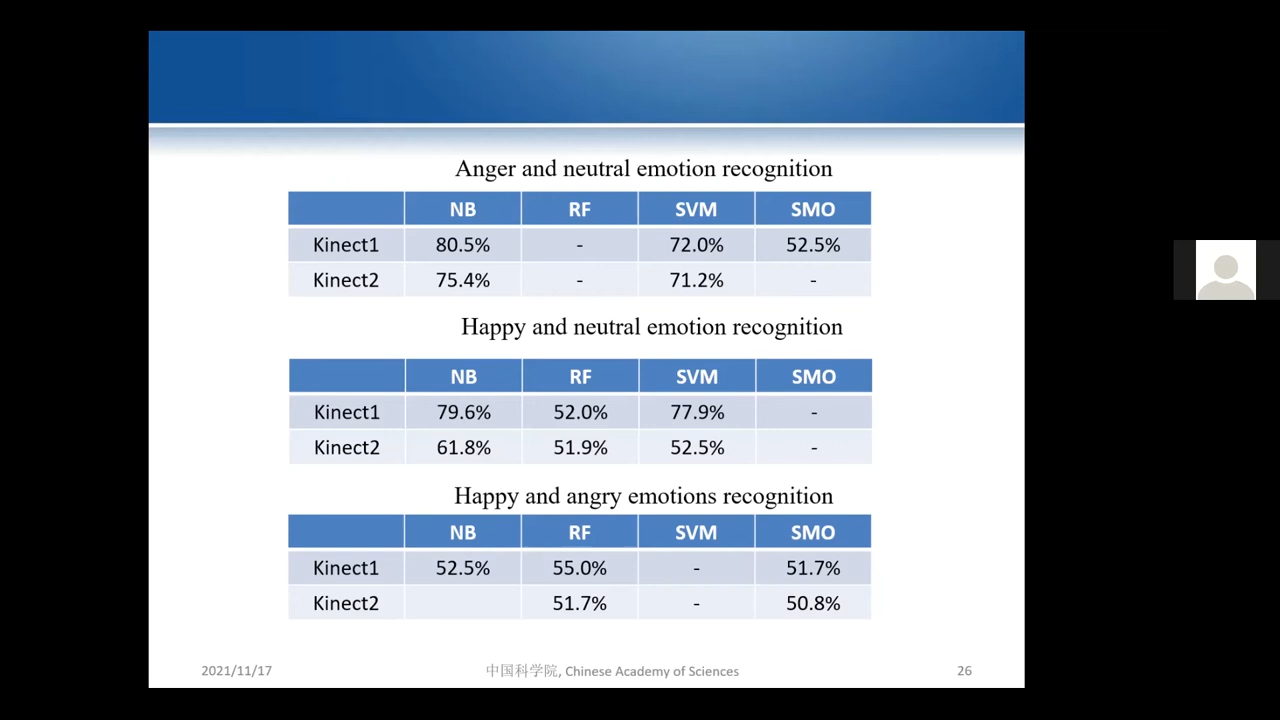 Anger and neutral emotion recognition
NB RF SVM SMO
Kinect1 80.5% - 72.0% 52.5%
Kinect2 75.4% - 71.2% -
Happy and neutral emotion recognition
NB RF SVM SMO
Kinect1 79.6% 52.0% 77.9% -
Kinect2 61.8% 51.9% 52.5% -
Happy and angry emotions recognition
NB RF SVM SMO
Kinect1 52.5% 55.0% - 51.7%
Kinect2 51.7% - 50.8%
2021/11/17 中国科学院, Chinese Academy of Sciences 26